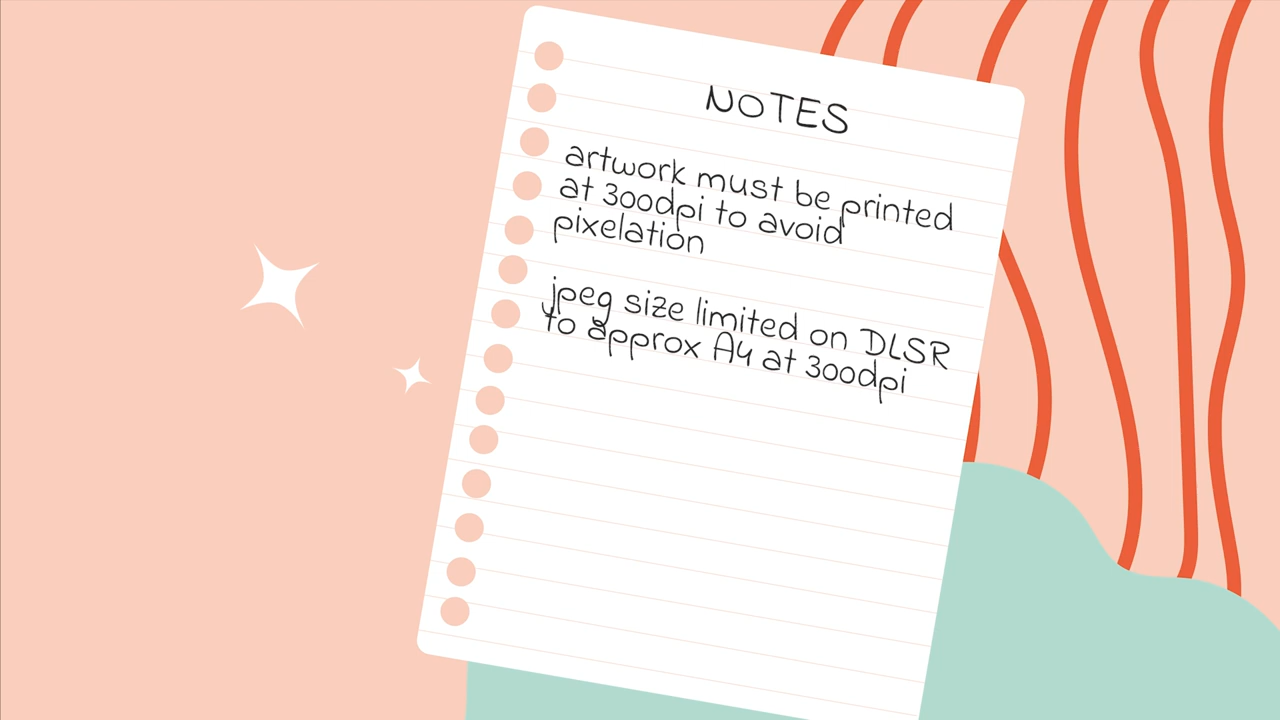 NOTES
artwork must be printed
at 300dpi to avoid
pixelation
jpeg size limited on DLSR
to approx A4 at 300dpi